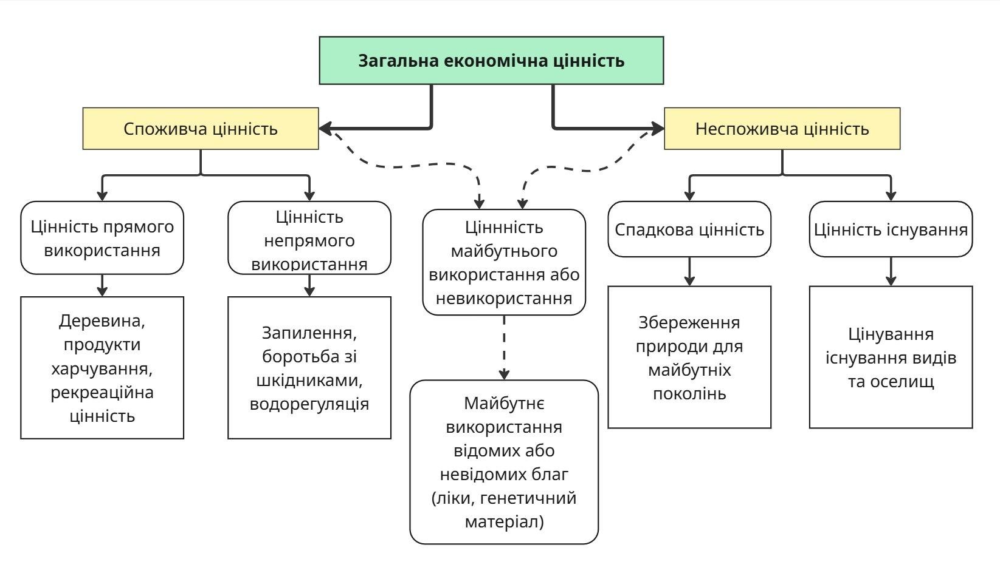 Загальна економічна цінність
Споживча цінність
Неспоживча цінність
Цінність прямого
використання
Цінність
непрямого
використання
Ціннність
майбутнього
використання або
невикористання
Спадкова цінність
Цінність існування
Деревина,
продукти
харчування,
рекреаційна
цінність
Запилення,
боротьба зі
шкідниками,
водорегуляція
Майбутнє
використання
відомих або
невідомих благ
(ліки, генетичний
матеріал)
Збереження
природи для
майбутніх
поколінь
Цінування
існування видів
та оселищ